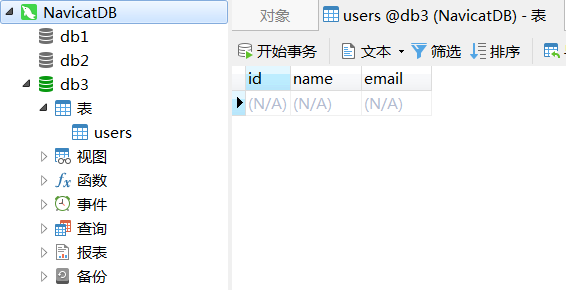 NavicatDB
db1
db2
db3
表
users
视图
fx 函数
事件
查询
报表
备份
对象
users @db3 (NavicatDB) - 表
开始事务 文本 筛选 排序
id name email
(N/A) (N/A) (N/A)